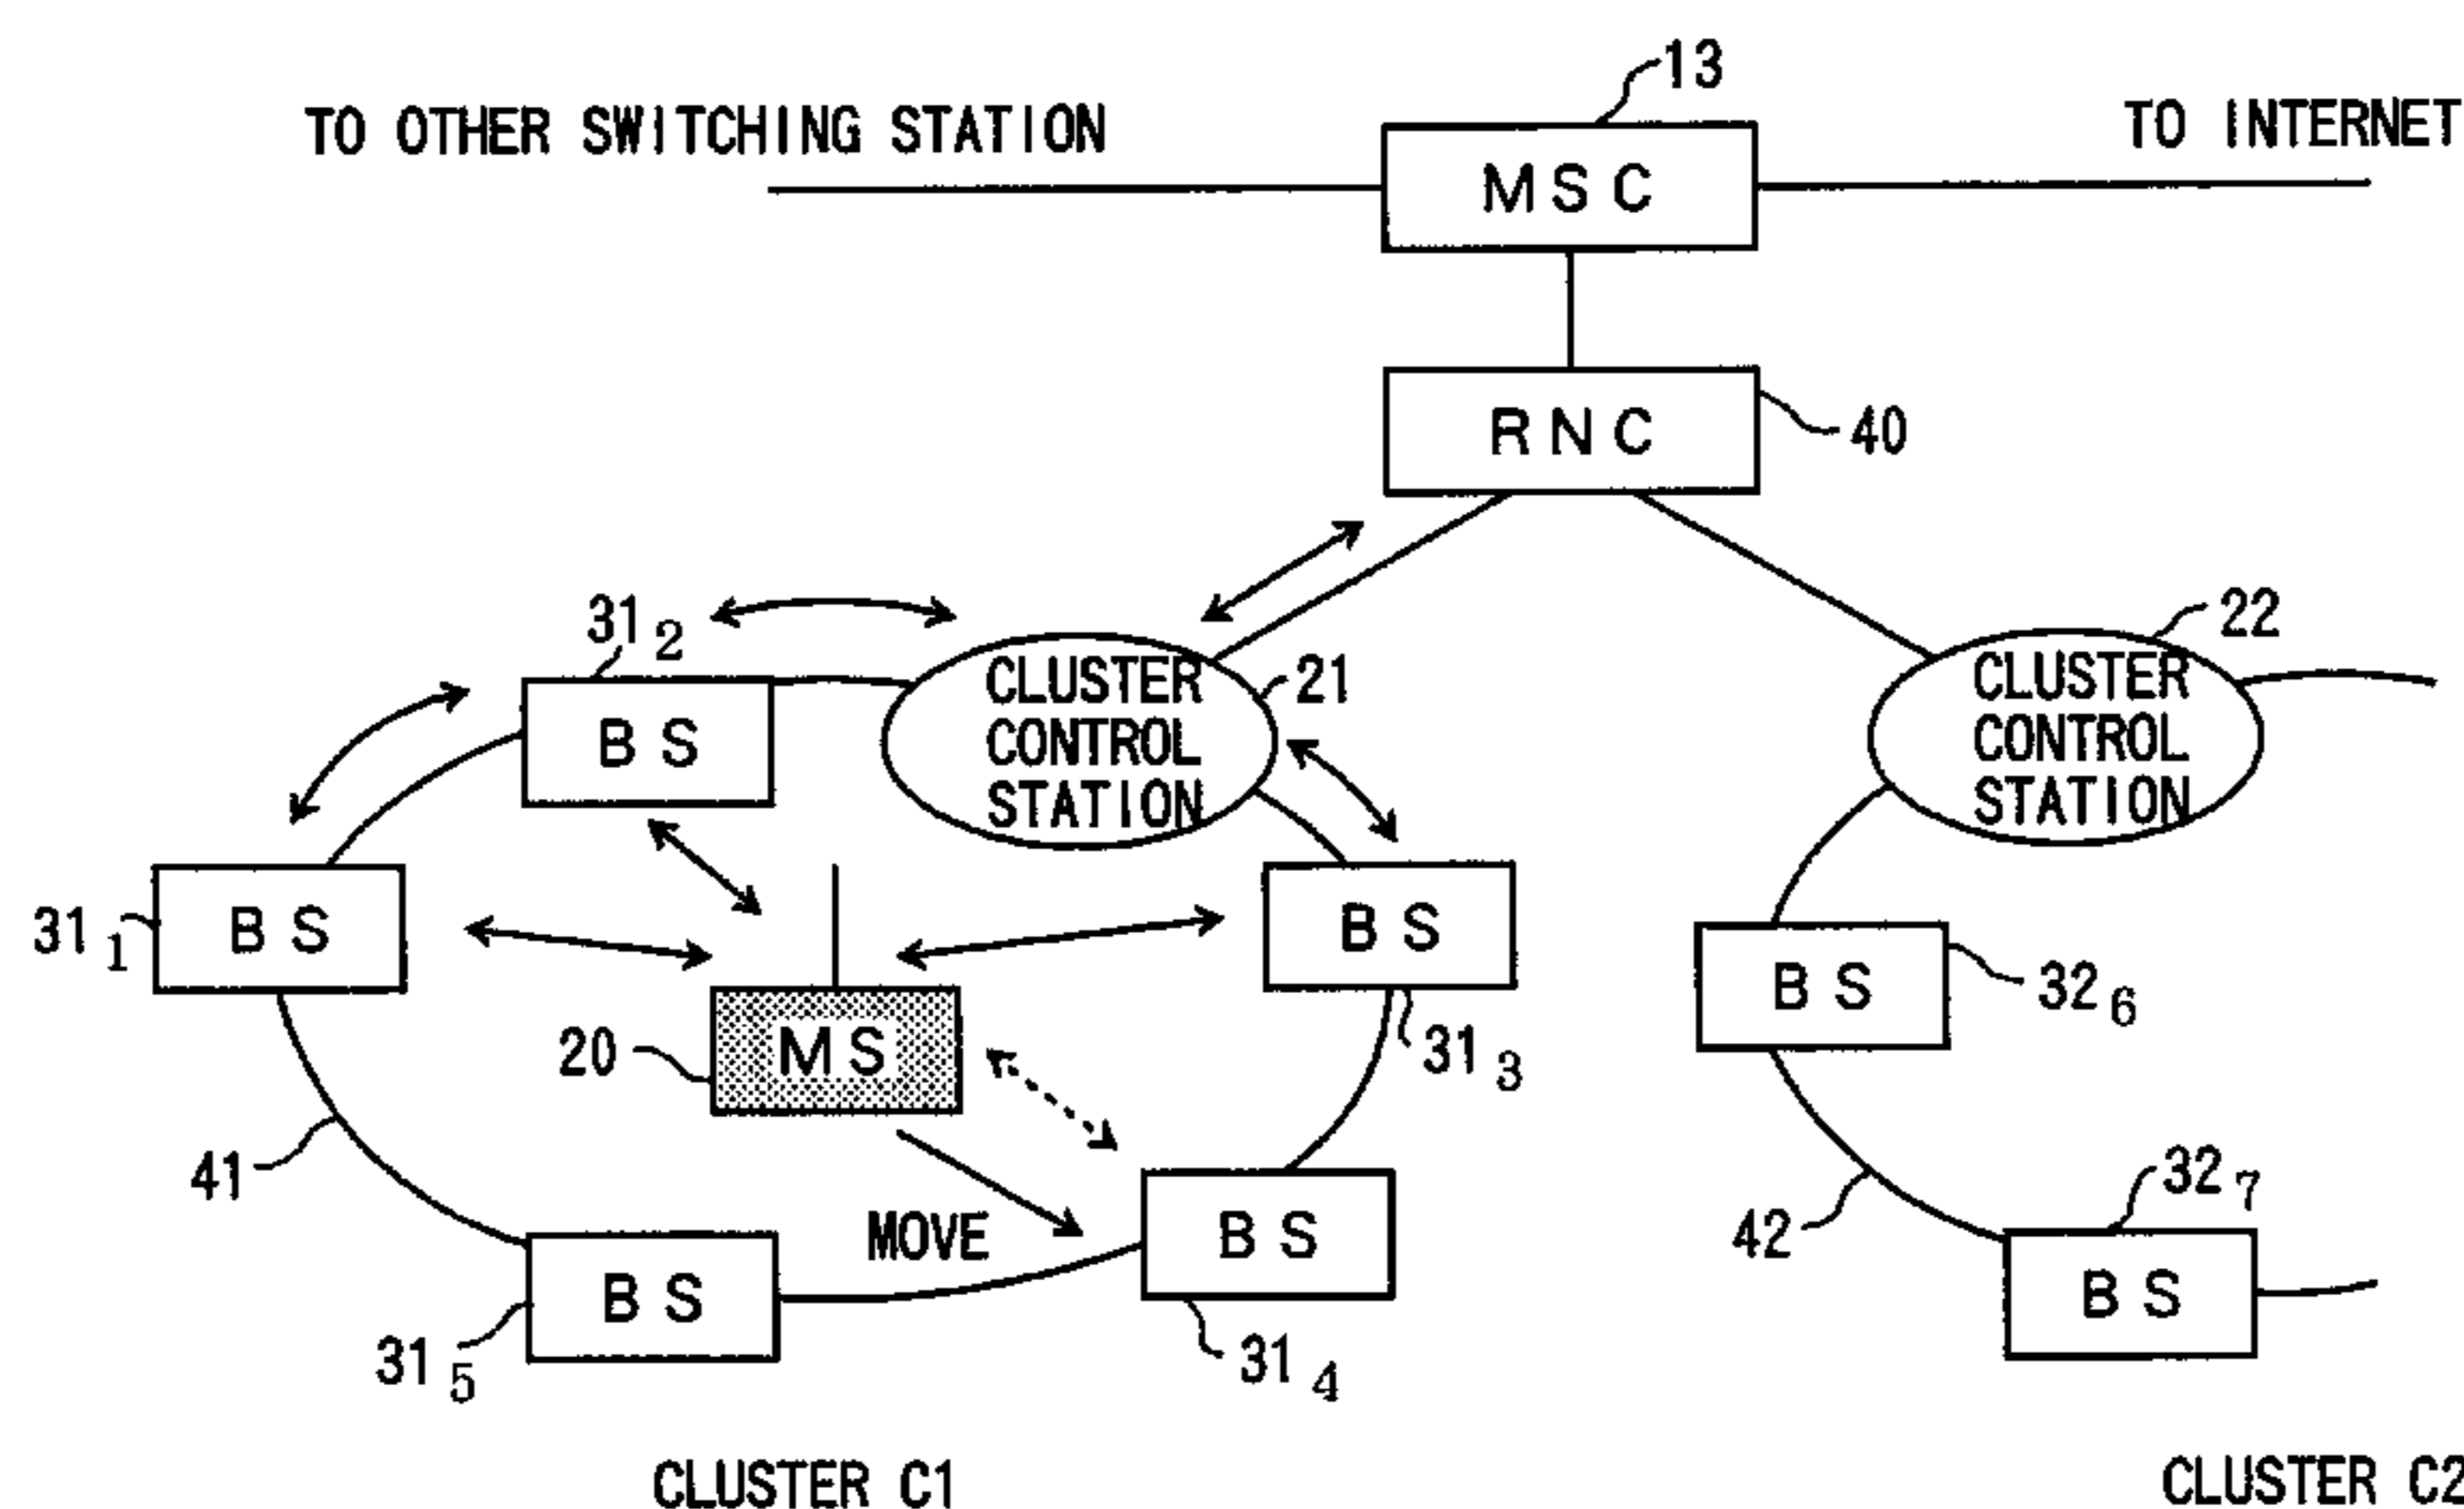 13
TO OTHER SWITCHING STATION
TO INTERNET
MSC
RNC
40
31 2
22
CLUSTER
CONTROL
STATION
21
CLUSTER
CONTROL
STATION
BS
31 1
BS
BS
BS
32 6
20
MS
31 3
41
32 7
MOVE
BS
42
BS
BS
31 5
31 4
CLUSTER C1
CLUSTER C2